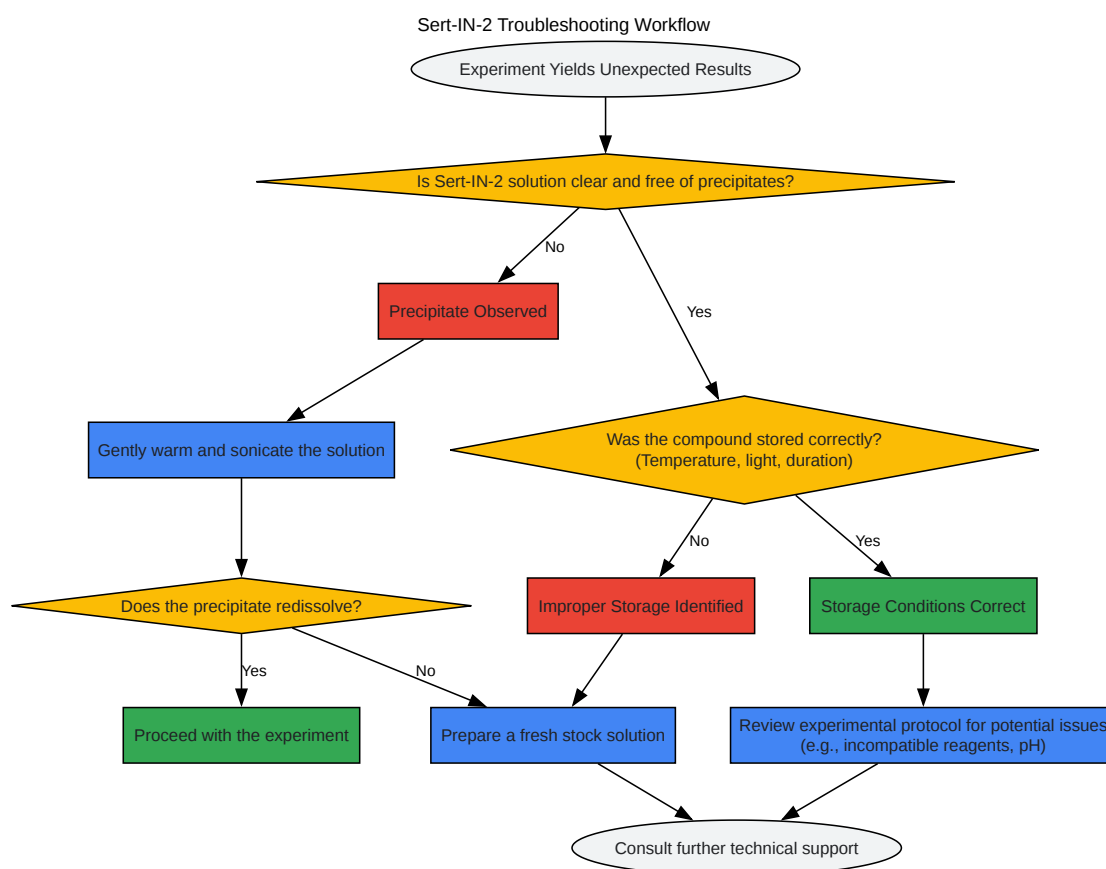 Sert-IN-2 Troubleshooting Workflow
Experiment Yields Unexpected Results
Is Sert-IN-2 solution clear and free of precipitates?
No
Precipitate Observed
Yes
Gently warm and sonicate the solution
Was the compound stored correctly?
(Temperature, light, duration)
No
Yes
Does the precipitate redissolve?
Improper Storage Identified
Storage Conditions Correct
Yes
No
Proceed with the experiment
Prepare a fresh stock solution
Review experimental protocol for potential issues
(e.g., incompatible reagents, pH)
Consult further technical support